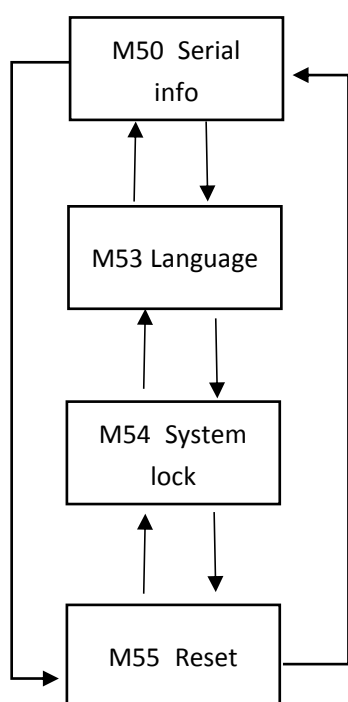 M50 Serial
info
M53 Language
M54 System
lock
M55 Reset